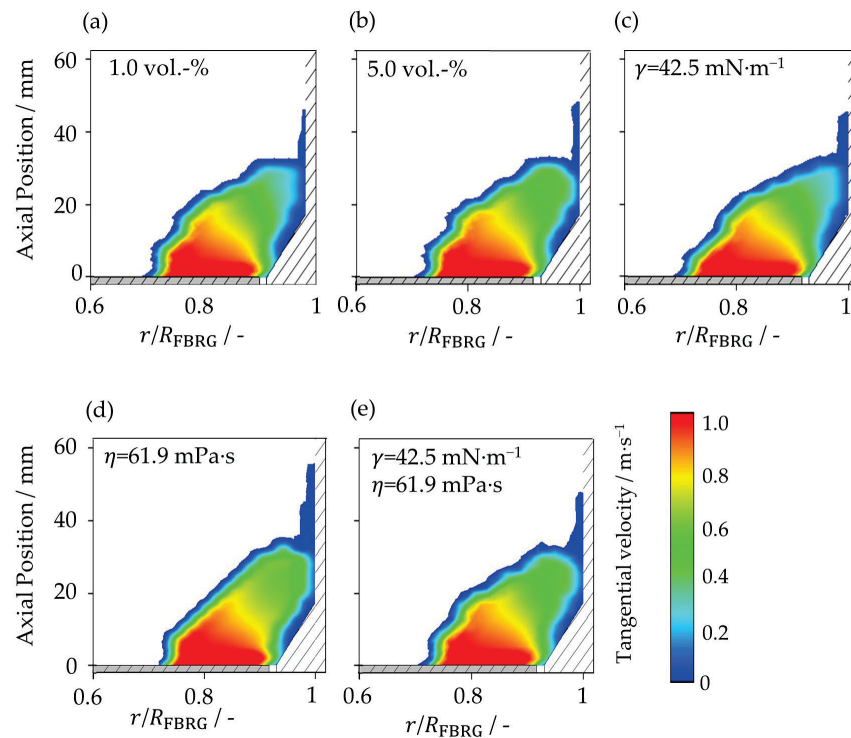 (a)
(b)
(c)
1.0 vol.-%
5.0 vol.-%
γ=42.5 mN·m⁻¹
Axial Position / mm
60
40
20
0
0.6
0.8
1
0.6
0.8
1
0.6
0.8
1
r/R_FBRG / -
r/R_FBRG / -
r/R_FBRG / -
(d)
(e)
η=61.9 mPa·s
γ=42.5 mN·m⁻¹
η=61.9 mPa·s
Axial Position / mm
60
40
20
0
0.6
0.8
1
0.6
0.8
1
r/R_FBRG / -
r/R_FBRG / -
Tangential velocity / m·s⁻¹
1.0
0.8
0.6
0.4
0.2
0